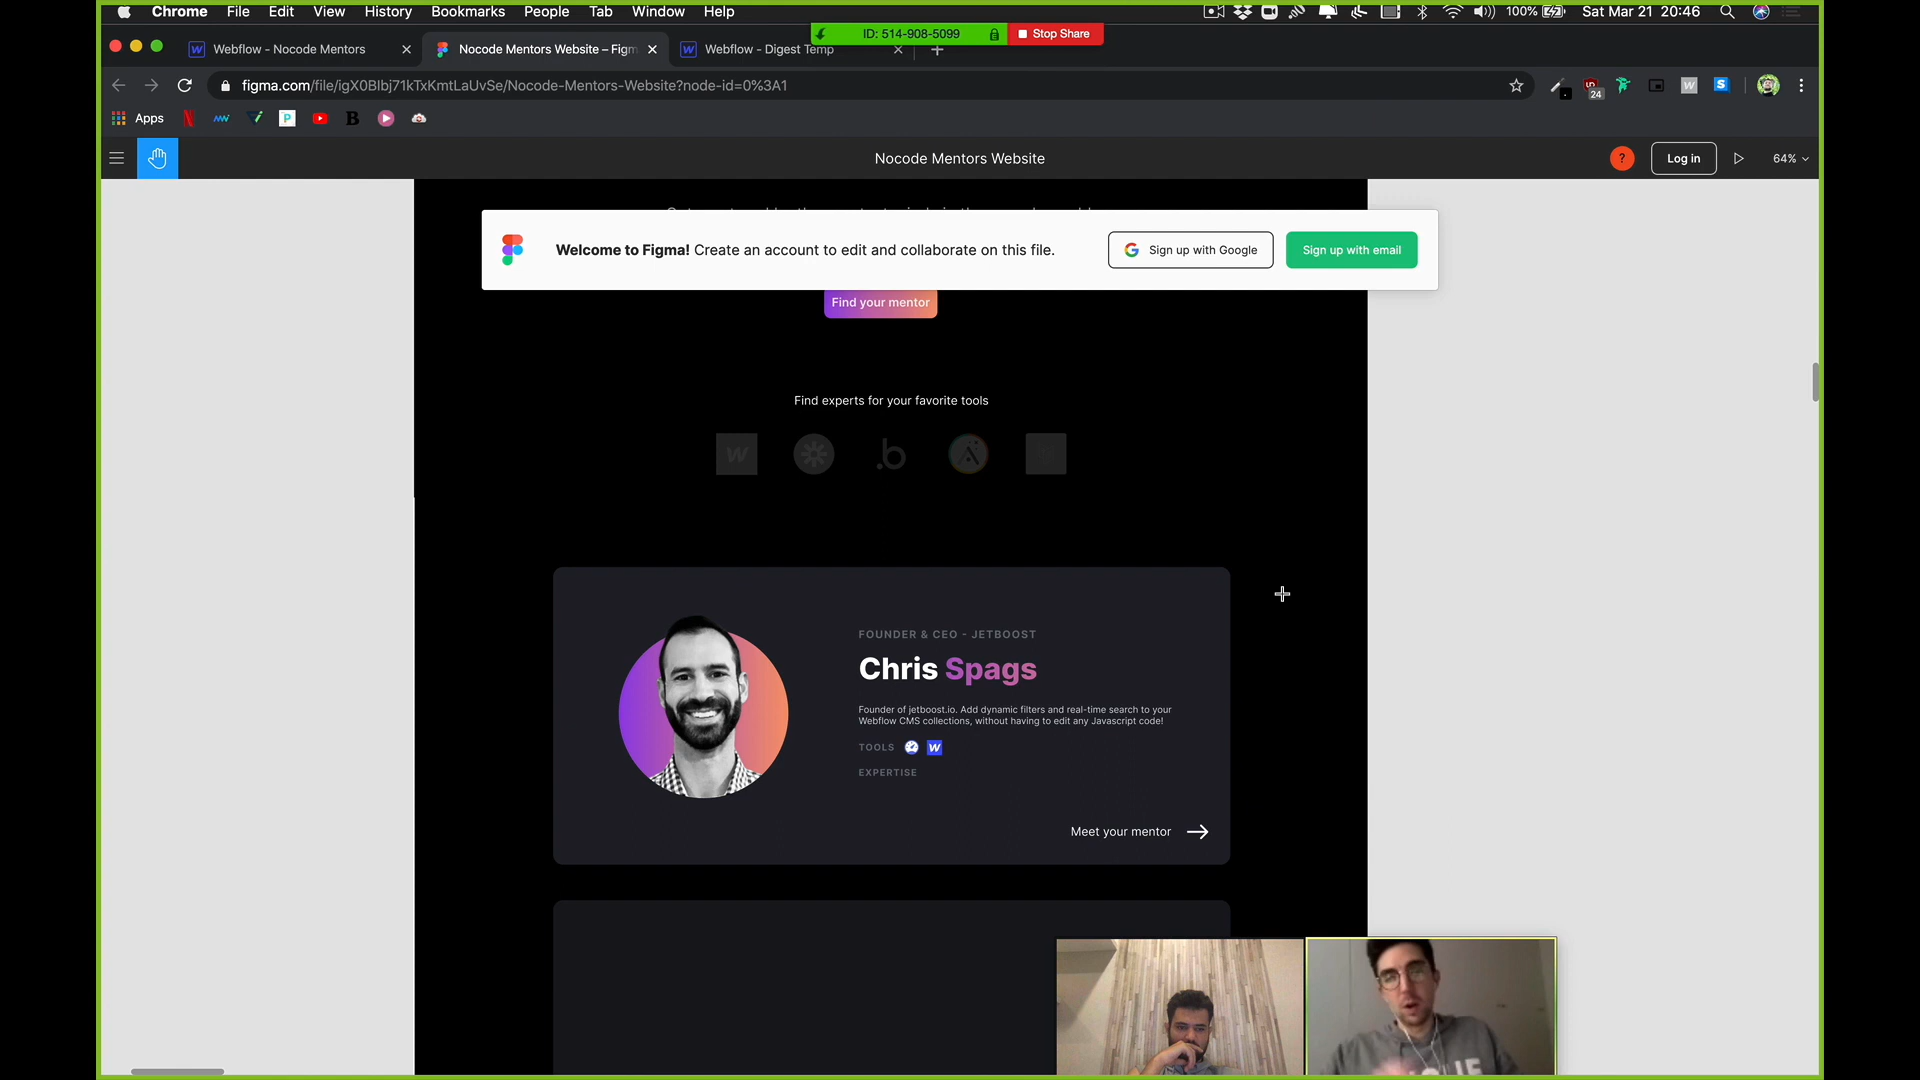 Chrome File Edit View History Bookmarks People Tab Window Help 100% Sat Mar 21 20:46
ID: 514-908-5099 Stop Share
Webflow - Nocode Mentors Nocode Mentors Website – Figm Webflow - Digest Temp
figma.com/file/igX0BIbj71kTxKmtLaUvSe/Nocode-Mentors-Website?node-id=0%3A1
24
Apps
Nocode Mentors Website
? Log in 64%
Welcome to Figma! Create an account to edit and collaborate on this file. Sign up with Google Sign up with email
Find your mentor
Find experts for your favorite tools
FOUNDER & CEO - JETBOOST
Chris Spags
Founder of jetboost.io. Add dynamic filters and real-time search to your
Webflow CMS collections, without having to edit any Javascript code!
TOOLS
EXPERTISE
Meet your mentor